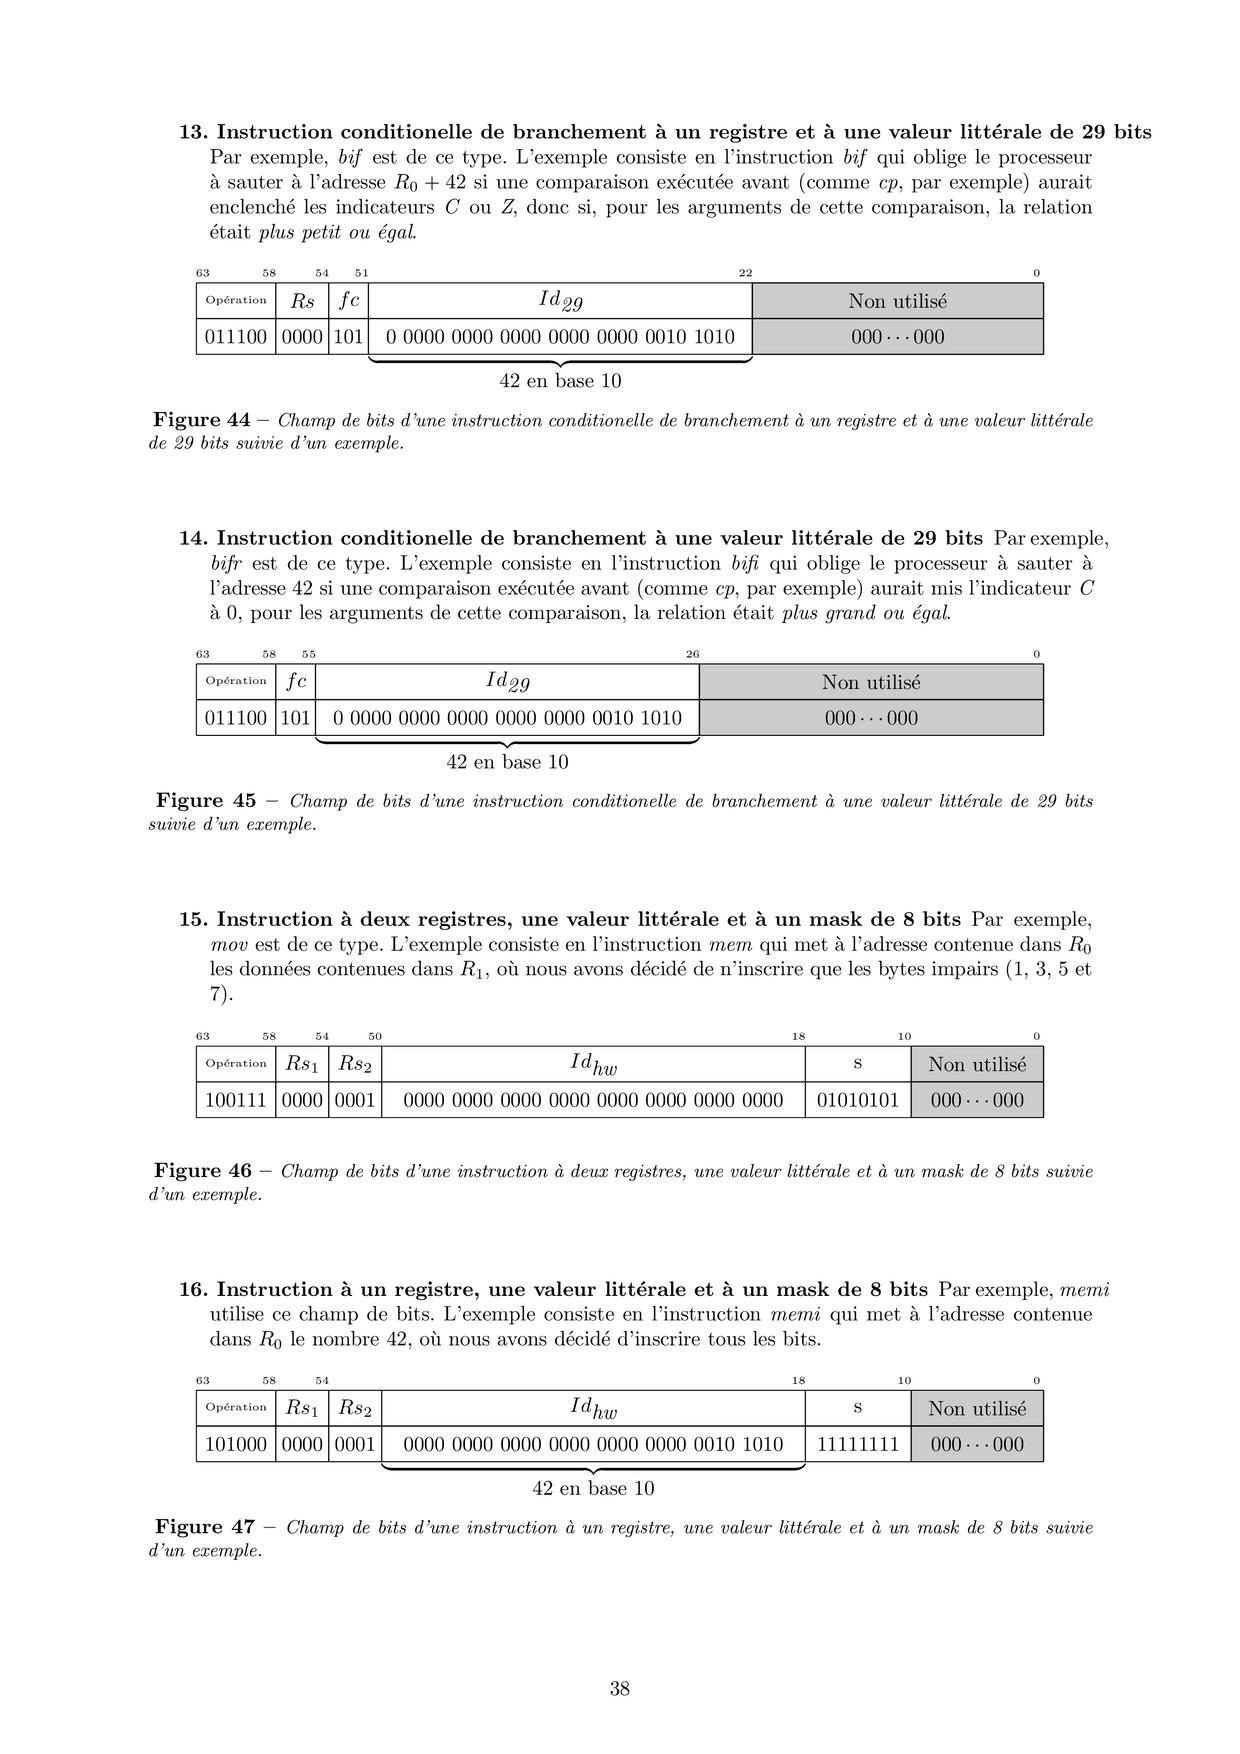 13. Instruction conditionelle de branchement à un registre et à une valeur littérale de 29 bits
Par exemple, bif est de ce type. L'exemple consiste en l'instruction bif qui oblige le processeur
à sauter à l'adresse R0 + 42 si une comparaison exécutée avant (comme cp, par exemple) aurait
enclenché les indicateurs C ou Z, donc si, pour les arguments de cette comparaison, la relation
était plus petit ou égal.
63 58 54 51 22 0
Opération Rs fc Id29 Non utilisé
011100 0000 101 0 0000 0000 0000 0000 0000 0010 1010 000 · · · 000
42 en base 10
Figure 44 – Champ de bits d'une instruction conditionelle de branchement à un registre et à une valeur littérale
de 29 bits suivie d'un exemple.
14. Instruction conditionelle de branchement à une valeur littérale de 29 bits Par exemple,
bifr est de ce type. L'exemple consiste en l'instruction bifi qui oblige le processeur à sauter à
l'adresse 42 si une comparaison exécutée avant (comme cp, par exemple) aurait mis l'indicateur C
à 0, pour les arguments de cette comparaison, la relation était plus grand ou égal.
63 58 55 26 0
Opération fc Id29 Non utilisé
011100 101 0 0000 0000 0000 0000 0000 0010 1010 000 · · · 000
42 en base 10
Figure 45 – Champ de bits d'une instruction conditionelle de branchement à une valeur littérale de 29 bits
suivie d'un exemple.
15. Instruction à deux registres, une valeur littérale et à un mask de 8 bits Par exemple,
mov est de ce type. L'exemple consiste en l'instruction mem qui met à l'adresse contenue dans R0
les données contenues dans R1, où nous avons décidé de n'inscrire que les bytes impairs (1, 3, 5 et
7).
63 58 54 50 18 10 0
Opération Rs1 Rs2 Idhw s Non utilisé
100111 0000 0001 0000 0000 0000 0000 0000 0000 0000 0000 01010101 000 · · · 000
Figure 46 – Champ de bits d'une instruction à deux registres, une valeur littérale et à un mask de 8 bits suivie
d'un exemple.
16. Instruction à un registre, une valeur littérale et à un mask de 8 bits Par exemple, memi
utilise ce champ de bits. L'exemple consiste en l'instruction memi qui met à l'adresse contenue
dans R0 le nombre 42, où nous avons décidé d'inscrire tous les bits.
63 58 54 18 10 0
Opération Rs1 Rs2 Idhw s Non utilisé
101000 0000 0001 0000 0000 0000 0000 0000 0000 0010 1010 11111111 000 · · · 000
42 en base 10
Figure 47 – Champ de bits d'une instruction à un registre, une valeur littérale et à un mask de 8 bits suivie
d'un exemple.
38